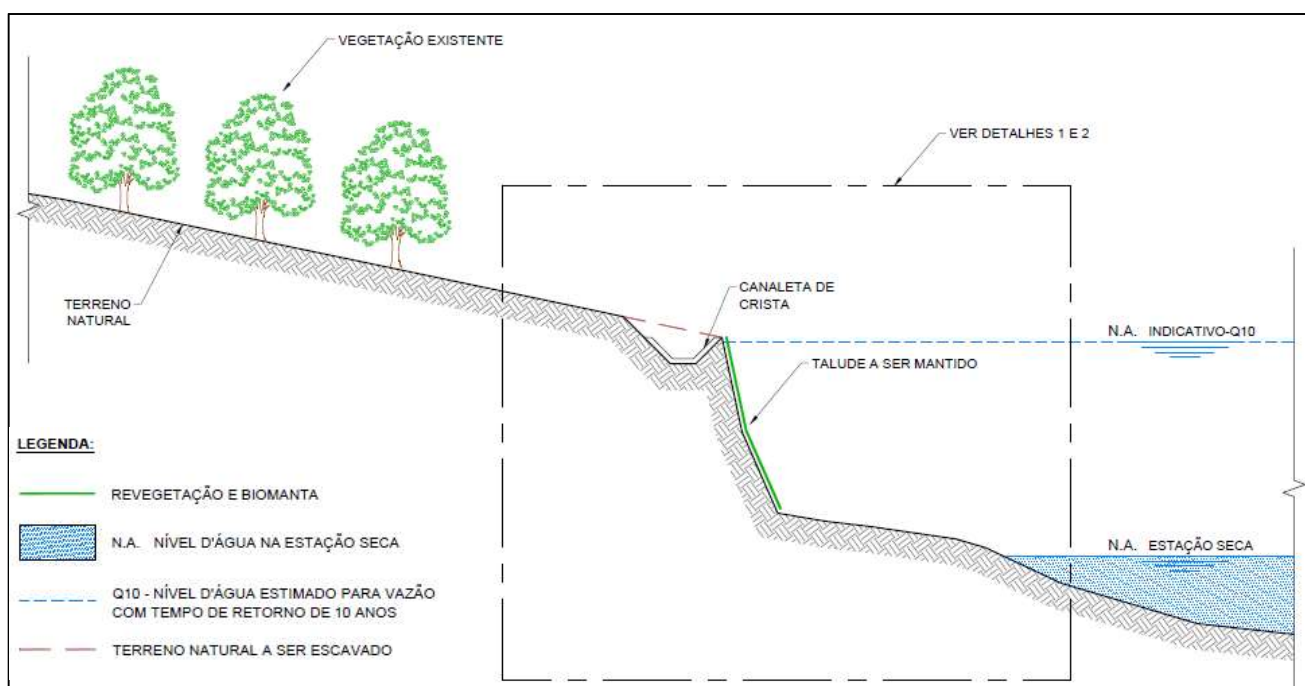 VEGETAÇÃO EXISTENTE
VER DETALHES 1 E 2
CANALETA DE
CRISTA
TERRENO
NATURAL
N.A. INDICATIVO-Q10
TALUDE A SER MANTIDO
LEGENDA:
REVEGETAÇÃO E BIOMANTA
N.A. NÍVEL D'ÁGUA NA ESTAÇÃO SECA
N.A. ESTAÇÃO SECA
Q10 - NÍVEL D'ÁGUA ESTIMADO PARA VAZÃO
COM TEMPO DE RETORNO DE 10 ANOS
TERRENO NATURAL A SER ESCAVADO